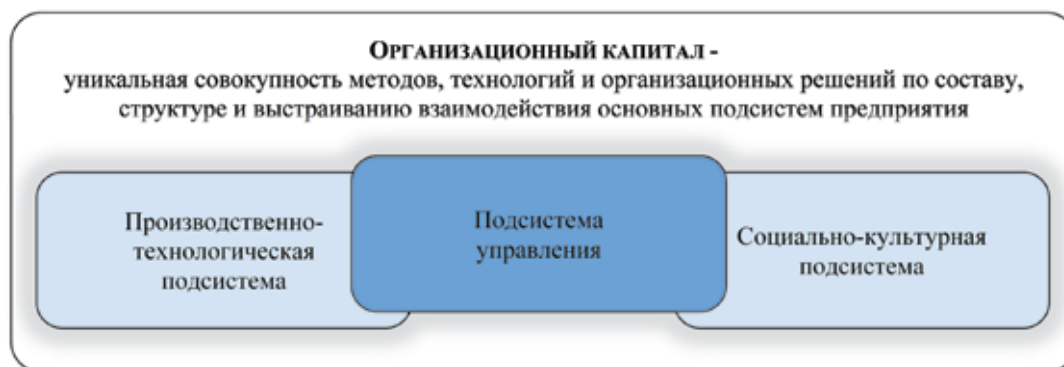 ОРГАНИЗАЦИОННЫЙ КАПИТАЛ -
уникальная совокупность методов, технологий и организационных решений по составу,
структуре и выстраиванию взаимодействия основных подсистем предприятия
Производственно-
технологическая
подсистема
Подсистема
управления
Социально-культурная
подсистема